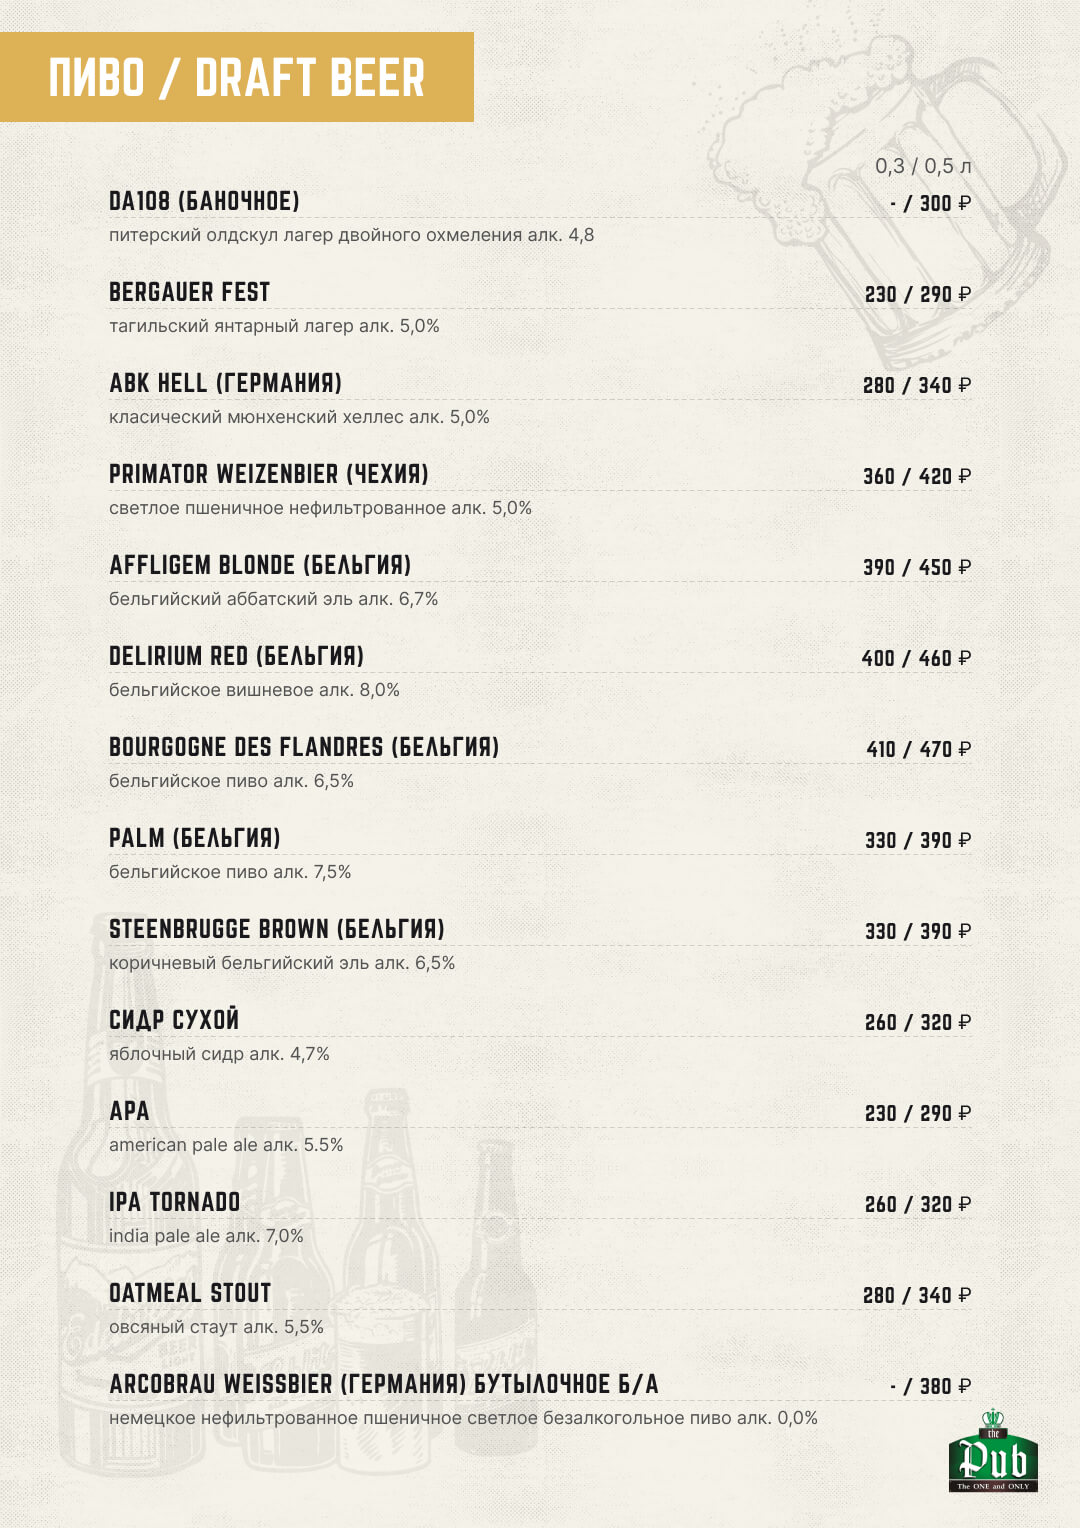 ПИВО / DRAFT BEER
0,3 / 0,5 л
DA108 (БАНОЧНОЕ) - / 300 ₽
питерский олдскул лагер двойного охмеления алк. 4,8
BERGAUER FEST 230 / 290 ₽
тагильский янтарный лагер алк. 5,0%
ABK HELL (ГЕРМАНИЯ) 280 / 340 ₽
класический мюнхенский хеллес алк. 5,0%
PRIMATOR WEIZENBIER (ЧЕХИЯ) 360 / 420 ₽
светлое пшеничное нефильтрованное алк. 5,0%
AFFLIGEM BLONDE (БЕЛЬГИЯ) 390 / 450 ₽
бельгийский аббатский эль алк. 6,7%
DELIRIUM RED (БЕЛЬГИЯ) 400 / 460 ₽
бельгийское вишневое алк. 8,0%
BOURGOGNE DES FLANDRES (БЕЛЬГИЯ) 410 / 470 ₽
бельгийское пиво алк. 6,5%
PALM (БЕЛЬГИЯ) 330 / 390 ₽
бельгийское пиво алк. 7,5%
STEENBRUGGE BROWN (БЕЛЬГИЯ) 330 / 390 ₽
коричневый бельгийский эль алк. 6,5%
СИДР СУХОЙ 260 / 320 ₽
яблочный сидр алк. 4,7%
APA 230 / 290 ₽
american pale ale алк. 5.5%
IPA TORNADO 260 / 320 ₽
india pale ale алк. 7,0%
OATMEAL STOUT 280 / 340 ₽
овсяный стаут алк. 5,5%
ARCOBRAU WEISSBIER (ГЕРМАНИЯ) БУТЫЛОЧНОЕ Б/А - / 380 ₽
немецкое нефильтрованное пшеничное светлое безалкогольное пиво алк. 0,0%
the
Pub
The ONE and ONLY